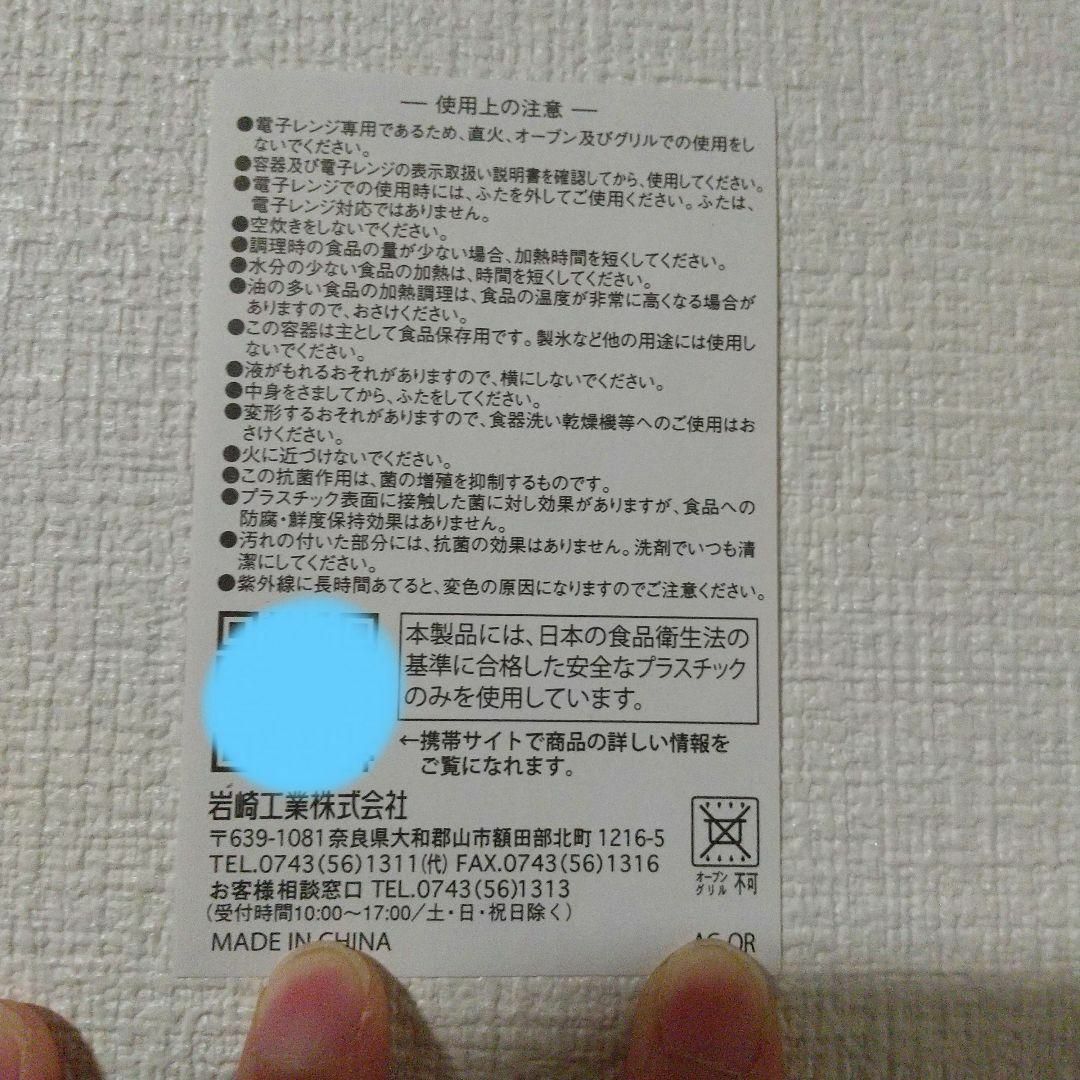 ― 使用上の注意 ―
●電子レンジ専用であるため、直火、オーブン及びグリルでの使用をし
ないでください。
●容器及び電子レンジの表示取扱い説明書を確認してから、使用してください。
●電子レンジでの使用時には、ふたを外してご使用ください。ふたは、
電子レンジ対応ではありません。
●空炊きをしないでください。
●調理時の食品の量が少ない場合、加熱時間を短くしてください。
●水分の少ない食品の加熱は、時間を短くしてください。
●油の多い食品の加熱調理は、食品の温度が非常に高くなる場合が
ありますので、おさけください。
●この容器は主として食品保存用です。製氷など他の用途には使用し
ないでください。
●液がもれるおそれがありますので、横にしないでください。
●中身をさましてから、ふたをしてください。
●変形するおそれがありますので、食器洗い乾燥機等へのご使用はお
さけください。
●火に近づけないでください。
●この抗菌作用は、菌の増殖を抑制するものです。
●プラスチック表面に接触した菌に対し効果がありますが、食品への
防腐・鮮度保持効果はありません。
●汚れの付いた部分には、抗菌の効果はありません。洗剤でいつも清
潔にしてください。
●紫外線に長時間あてると、変色の原因になりますのでご注意ください。
本製品には、日本の食品衛生法の
基準に合格した安全なプラスチック
のみを使用しています。
←携帯サイトで商品の詳しい情報を
ご覧になれます。
岩崎工業株式会社
〒639-1081 奈良県大和郡山市額田部北町 1216-5
TEL.0743(56)1311(代) FAX.0743(56)1316
お客様相談窓口 TEL.0743(56)1313
(受付時間10:00〜17:00/土・日・祝日除く)
オーブン
グリル 不可
MADE IN CHINA